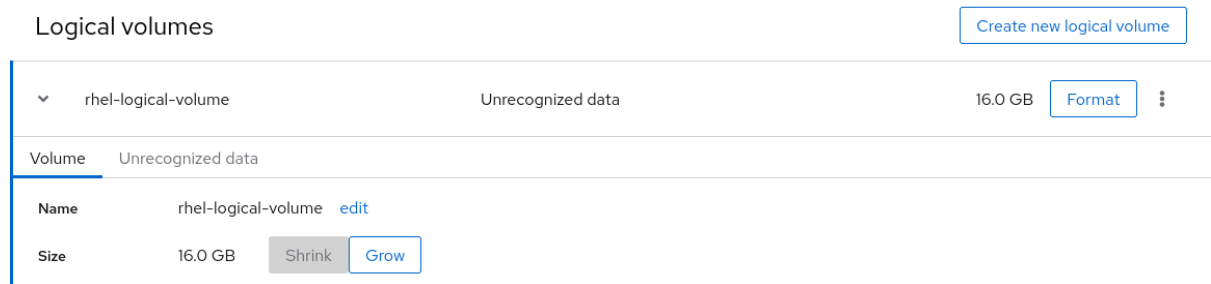 Logical volumes Create new logical volume
rhel-logical-volume Unrecognized data 16.0 GB Format
Volume Unrecognized data
Name rhel-logical-volume edit
Size 16.0 GB Shrink Grow